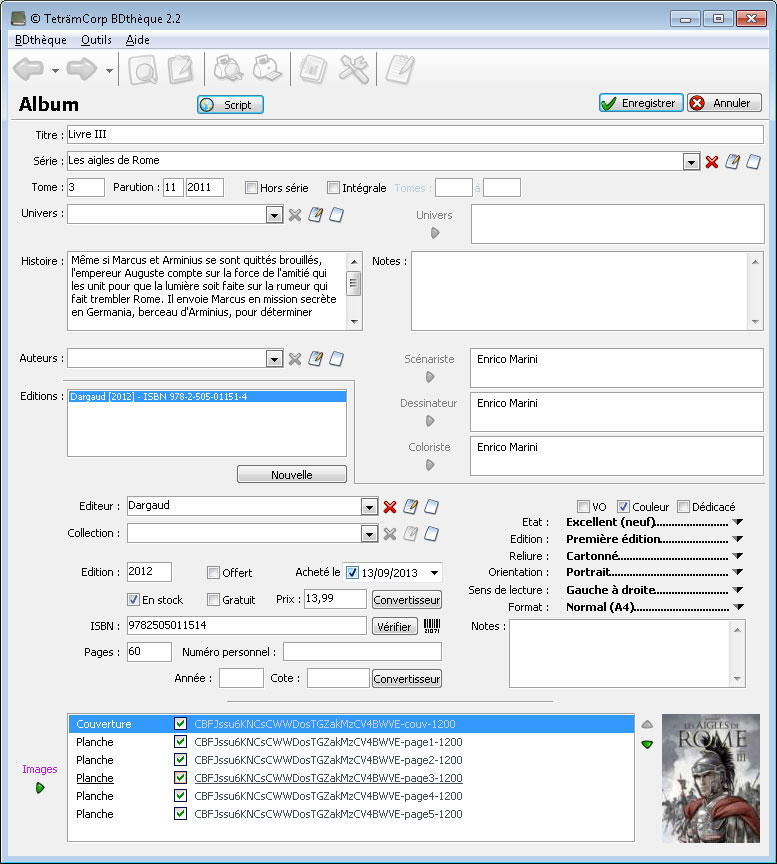 © TetrámCorp BDthèque 2.2
BDthèque Outils Aide
Album Script Enregistrer Annuler
Titre : Livre III
Série : Les aigles de Rome
Tome : 3 Parution : 11 2011 Hors série Intégrale Tomes : à
Univers : Univers
Histoire : Même si Marcus et Arminius se sont quittés brouillés, Notes :
l'empereur Auguste compte sur la force de l'amitié qui
les unit pour que la lumière soit faite sur la rumeur qui
fait trembler Rome. Il envoie Marcus en mission secrète
en Germania, berceau d'Arminius, pour déterminer
Auteurs : Scénariste Enrico Marini
Editions : Dargaud [2012] - ISBN 978-2-505-01151-4 Dessinateur Enrico Marini
Coloriste Enrico Marini
Nouvelle
Editeur : Dargaud VO Couleur Dédicacé
Etat : Excellent (neuf)
Collection : Edition : Première édition
Reliure : Cartonné
Edition : 2012 Offert Acheté le 13/09/2013 Orientation : Portrait
Sens de lecture : Gauche à droite
En stock Gratuit Prix : 13,99 Convertisseur Format : Normal (A4)
ISBN : 9782505011514 Vérifier 21071 Notes :
Pages : 60 Numéro personnel :
Année : Cote : Convertisseur
Couverture CBFJssu6KNCsCWWDosTGZakMzCV4BWVE-couv-1200
Planche CBFJssu6KNCsCWWDosTGZakMzCV4BWVE-page1-1200
Planche CBFJssu6KNCsCWWDosTGZakMzCV4BWVE-page2-1200
Images
Planche CBFJssu6KNCsCWWDosTGZakMzCV4BWVE-page3-1200
Planche CBFJssu6KNCsCWWDosTGZakMzCV4BWVE-page4-1200
Planche CBFJssu6KNCsCWWDosTGZakMzCV4BWVE-page5-1200
LES AIGLES DE
ROME
III